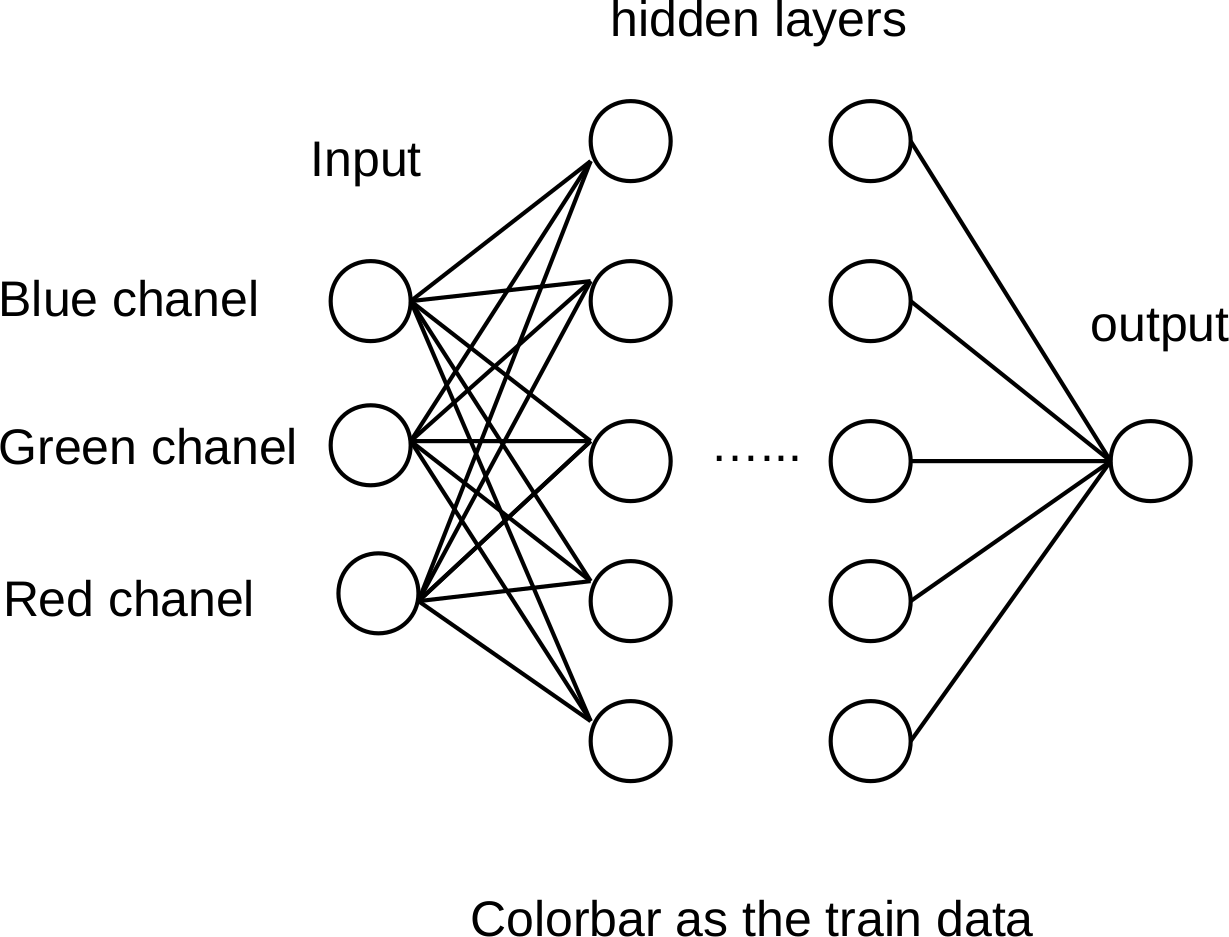 hidden layers
Input
Blue chanel
output
Green chanel
…...
Red chanel
Colorbar as the train data